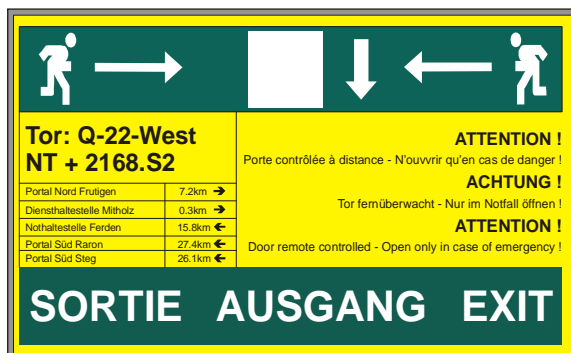 Tor: Q-22-West
NT + 2168.S2
Portal Nord Frutigen 7.2km →
Diensthaltestelle Mitholz 0.3km →
Nothaltestelle Ferden 15.8km ←
Portal Süd Raron 27.4km ←
Portal Süd Steg 26.1km ←
ATTENTION !
Porte contrôlée à distance - N'ouvvrir qu'en cas de danger !
ACHTUNG !
Tor fernüberwacht - Nur im Notfall öffnen !
ATTENTION !
Door remote controlled - Open only in case of emergency !
SORTIE AUSGANG EXIT